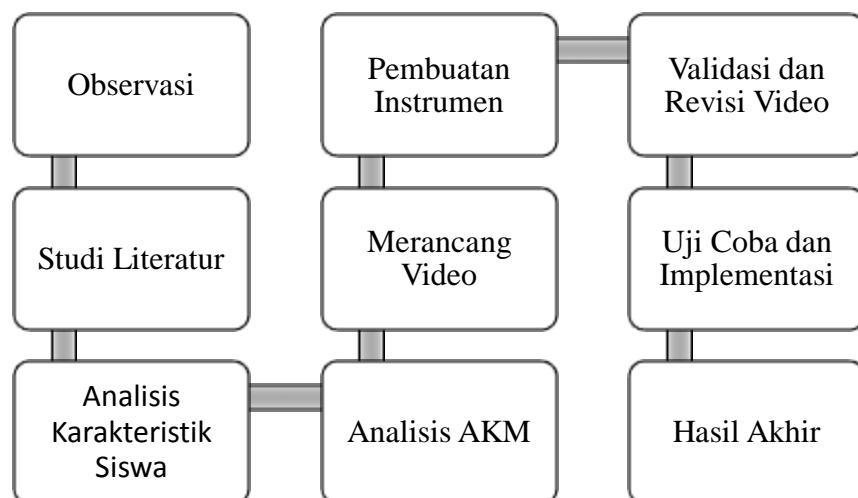 Observasi
Studi Literatur
Analisis
Karakteristik
Siswa
Analisis AKM
Merancang
Video
Pembuatan
Instrumen
Validasi dan
Revisi Video
Uji Coba dan
Implementasi
Hasil Akhir